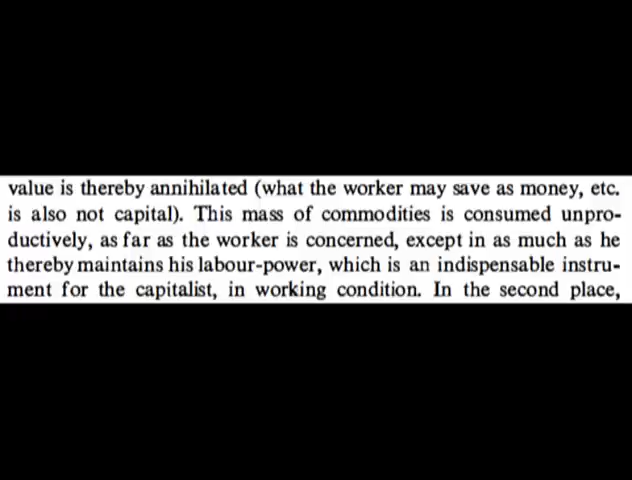 value is thereby annihilated (what the worker may save as money, etc.
is also not capital). This mass of commodities is consumed unpro-
ductively, as far as the worker is concerned, except in as much as he
thereby maintains his labour-power, which is an indispensable instru-
ment for the capitalist, in working condition. In the second place,